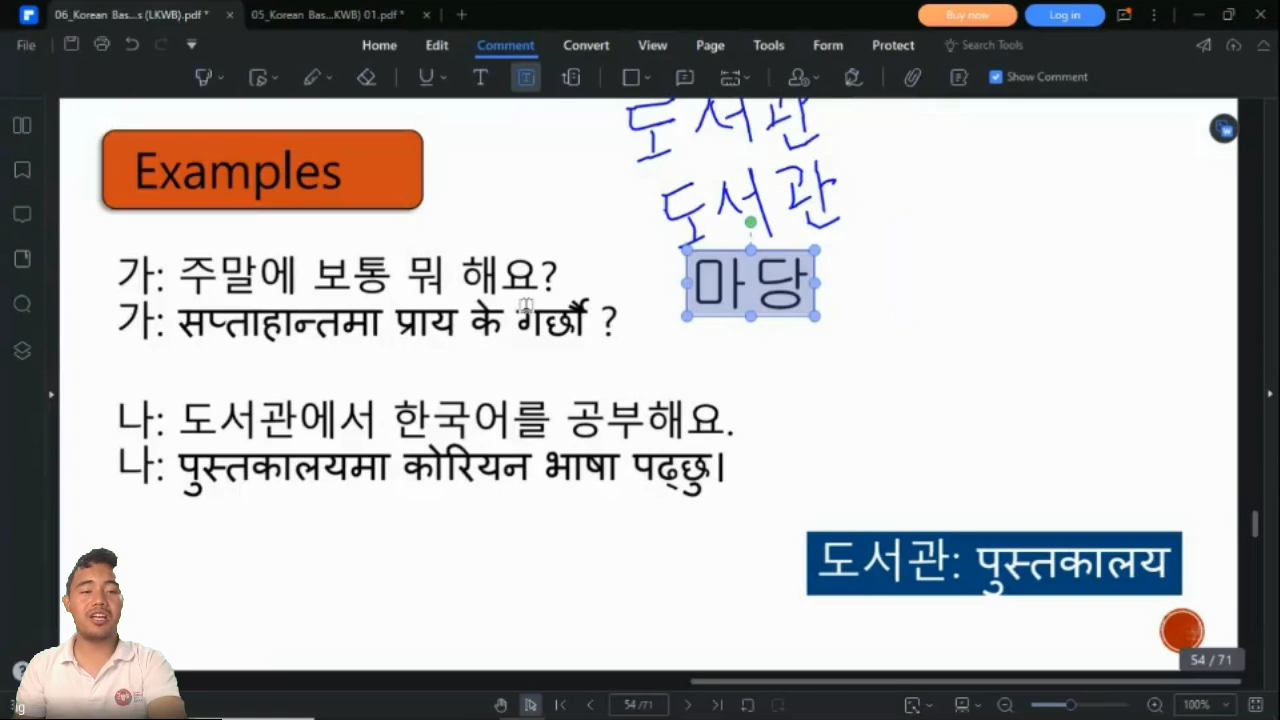 06_Korean Bas...s (LKWB).pdf *
05_Korean Bas...KWB) 01.pdf *
Buy now
Log in
File
Home
Edit
Comment
Convert
View
Page
Tools
Form
Protect
Search Tools
Show Comment
도서관
도서관
Examples
마당
가: 주말에 보통 뭐 해요?
가: सप्ताहान्तमा प्राय के गर्छौ ?
나: 도서관에서 한국어를 공부해요.
나: पुस्तकालयमा कोरियन भाषा पढ्छु।
도서관: पुस्तकालय
54 / 71
54 /71
100%